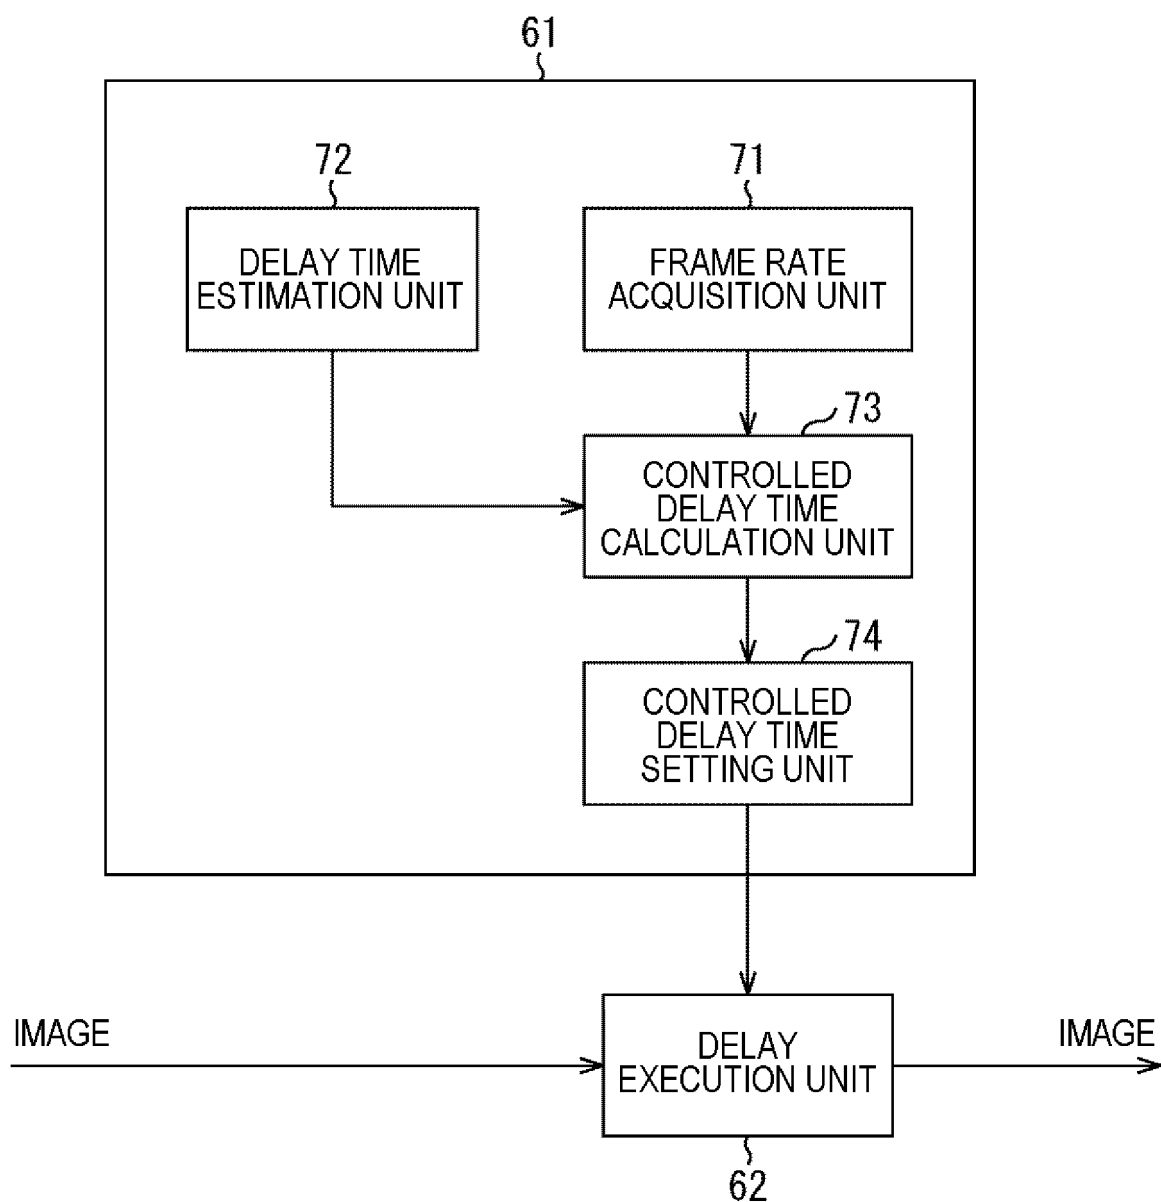 61
72
71
DELAY TIME
ESTIMATION UNIT
FRAME RATE
ACQUISITION UNIT
73
CONTROLLED
DELAY TIME
CALCULATION UNIT
74
CONTROLLED
DELAY TIME
SETTING UNIT
IMAGE
DELAY
EXECUTION UNIT
IMAGE
62